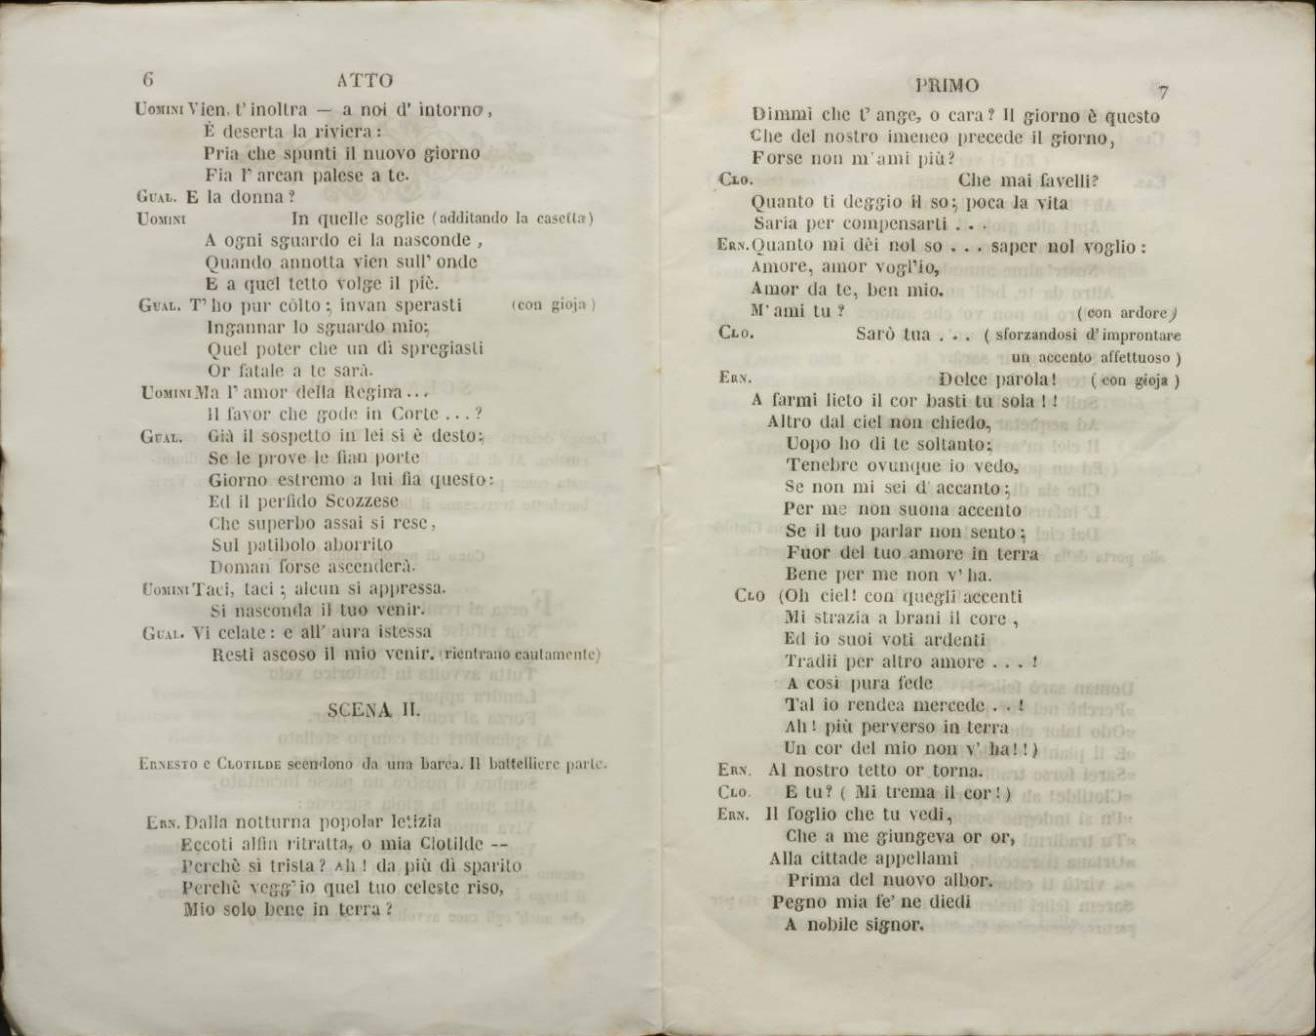 6
ATTO
UOMINI Vien, t' inoltra — a noi d' intorno,
È deserta la riviera:
Pria che spunti il nuovo giorno
Fia l' arcan palese a te.
GUAL. E la donna?
UOMINI In quelle soglie (additando la casetta)
A ogni sguardo ei la nasconde,
Quando annotta vien sull' onde
E a quel tetto volge il piè.
GUAL. T' ho pur còlto; invan sperasti (con gioja)
Ingannar lo sguardo mio;
Quel poter che un dì spregiasti
Or fatale a te sarà.
UOMINI Ma l' amor della Regina...
Il favor che gode in Corte ...?
GUAL. Già il sospetto in lei si è desto;
Se le prove le fian porte
Giorno estremo a lui fia questo:
Ed il perfido Scozzese
Che superbo assai si rese,
Sul patibolo aborrito
Doman forse ascenderà.
UOMINI Taci, taci; alcun si appressa.
Si nasconda il tuo venir.
GUAL. Vi celate: e all' aura istessa
Resti ascoso il mio venir. (rientrano cautamente)
SCENA II.
ERNESTO e CLOTILDE scendono da una barca. Il battelliere parte.
ERN. Dalla notturna popolar letizia
Eccoti alfin ritratta, o mia Clotilde --
Perchè sì trista? Ah! da più dì sparito
Perchè vegg' io quel tuo celeste riso,
Mio solo bene in terra?
PRIMO
7
Dimmi che t' ange, o cara? Il giorno è questo
Che del nostro imeneo precede il giorno,
Forse non m' ami più?
CLO. Che mai favelli?
Quanto ti deggio il so; poca la vita
Saria per compensarti . . .
ERN. Quanto mi dèi nol so . . . saper nol voglio:
Amore, amor vogl'io,
Amor da te, ben mio.
M' ami tu? (con ardore)
CLO. Sarò tua . . . (sforzandosi d' improntare
un accento affettuoso)
ERN. Dolce parola! (con gioja)
A farmi lieto il cor basti tu sola!!
Altro dal ciel non chiedo,
Uopo ho di te soltanto;
Tenebre ovunque io vedo,
Se non mi sei d' accanto;
Per me non suona accento
Se il tuo parlar non sento;
Fuor del tuo amore in terra
Bene per me non v' ha.
CLO (Oh ciel! con quegli accenti
Mi strazia a brani il core,
Ed io suoi voti ardenti
Tradii per altro amore . . . !
A così pura fede
Tal io rendea mercede . . !
Ah! più perverso in terra
Un cor del mio non v' ha!!)
ERN. Al nostro tetto or torna.
CLO. E tu? (Mi trema il cor!)
ERN. Il foglio che tu vedi,
Che a me giungeva or or,
Alla cittade appellami
Prima del nuovo albor.
Pegno mia fe' ne diedi
A nobile signor.